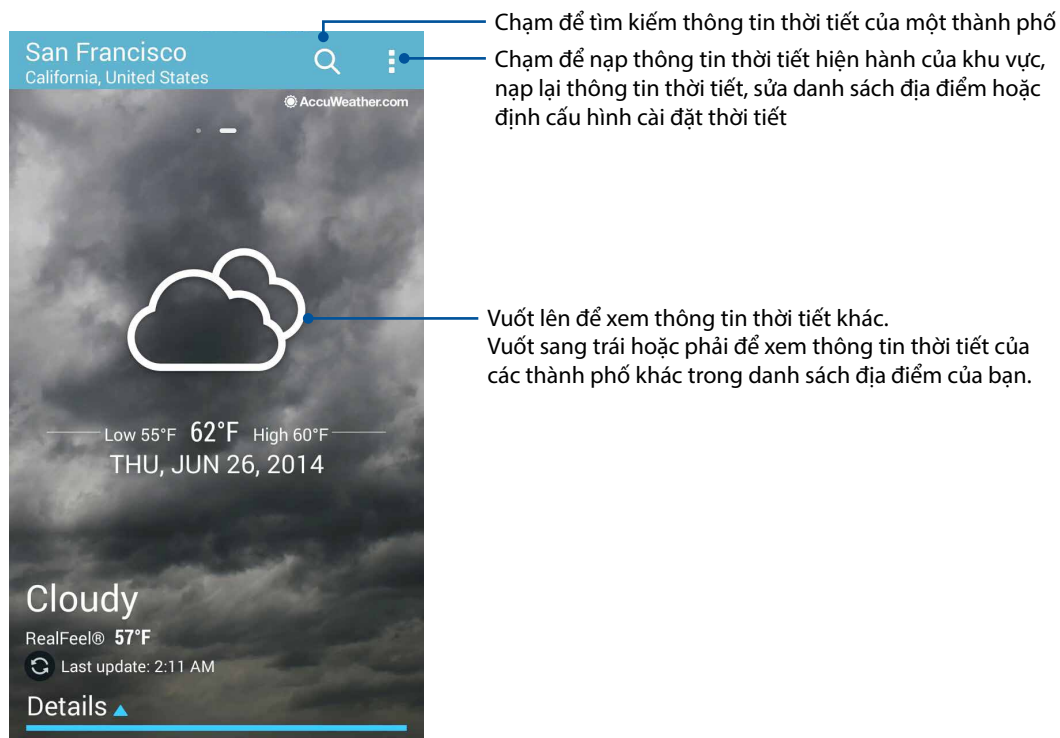 Chạm để tìm kiếm thông tin thời tiết của một thành phố
Chạm để nạp thông tin thời tiết hiện hành của khu vực,
nạp lại thông tin thời tiết, sửa danh sách địa điểm hoặc
định cấu hình cài đặt thời tiết
San Francisco
California, United States
AccuWeather.com
Vuốt lên để xem thông tin thời tiết khác.
Vuốt sang trái hoặc phải để xem thông tin thời tiết của
các thành phố khác trong danh sách địa điểm của bạn.
Low 55°F 62°F High 60°F
THU, JUN 26, 2014
Cloudy
RealFeel® 57°F
Last update: 2:11 AM
Details